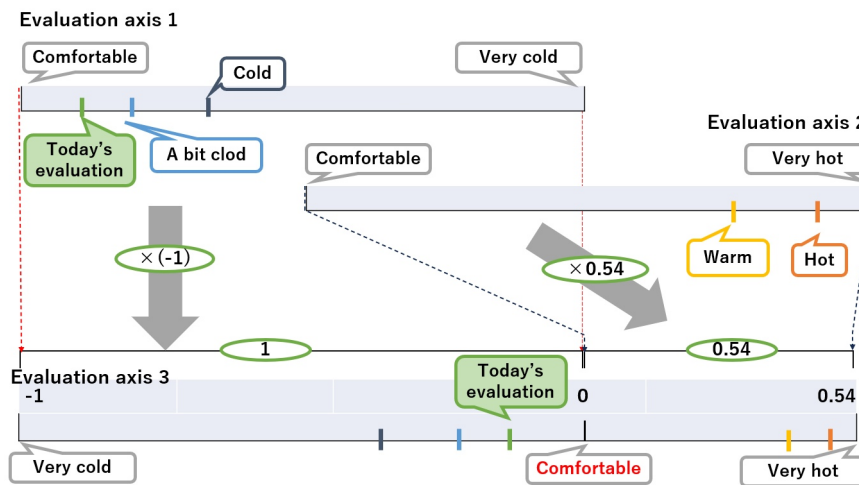 Evaluation axis 1
Comfortable
Very cold
Cold
Today's
evaluation
A bit clod
Evaluation axis 2
Comfortable
Very hot
Warm
Hot
×(-1)
×0.54
1
0.54
Evaluation axis 3
Today's
evaluation
-1
0
0.54
Very cold
Comfortable
Very hot